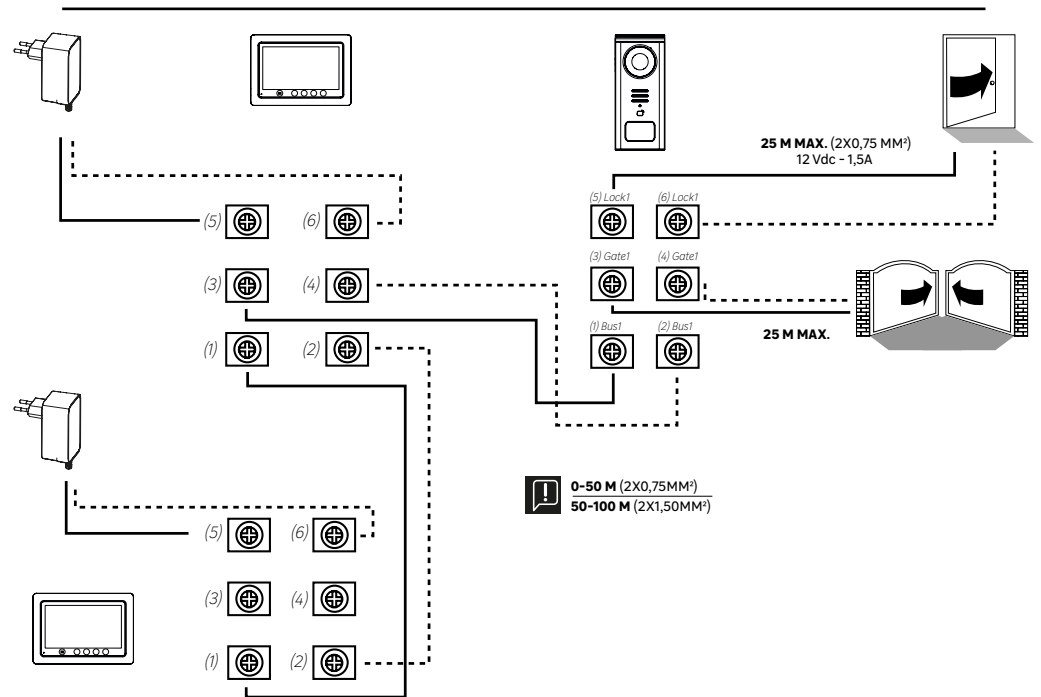 25 M MAX. (2X0,75 MM²)
12 Vdc - 1,5A
(5) Lock1
(6) Lock1
(5)
(6)
(3) Gate1
(4) Gate1
(3)
(4)
25 M MAX.
(1) Bus1
(2) Bus1
(1)
(2)
0-50 M (2X0,75MM²)
50-100 M (2X1,50MM²)
(5)
(6)
(3)
(4)
(1)
(2)